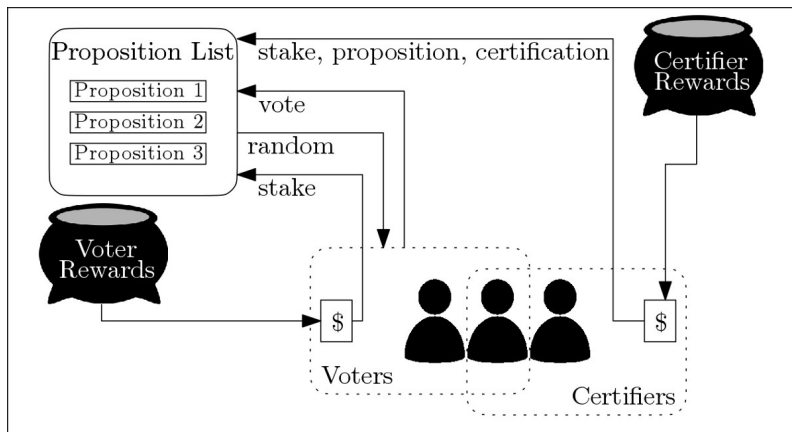 Proposition List
Proposition 1
Proposition 2
Proposition 3
stake, proposition, certification
vote
random
stake
Certifier
Rewards
Voter
Rewards
$
$
Voters
Certifiers